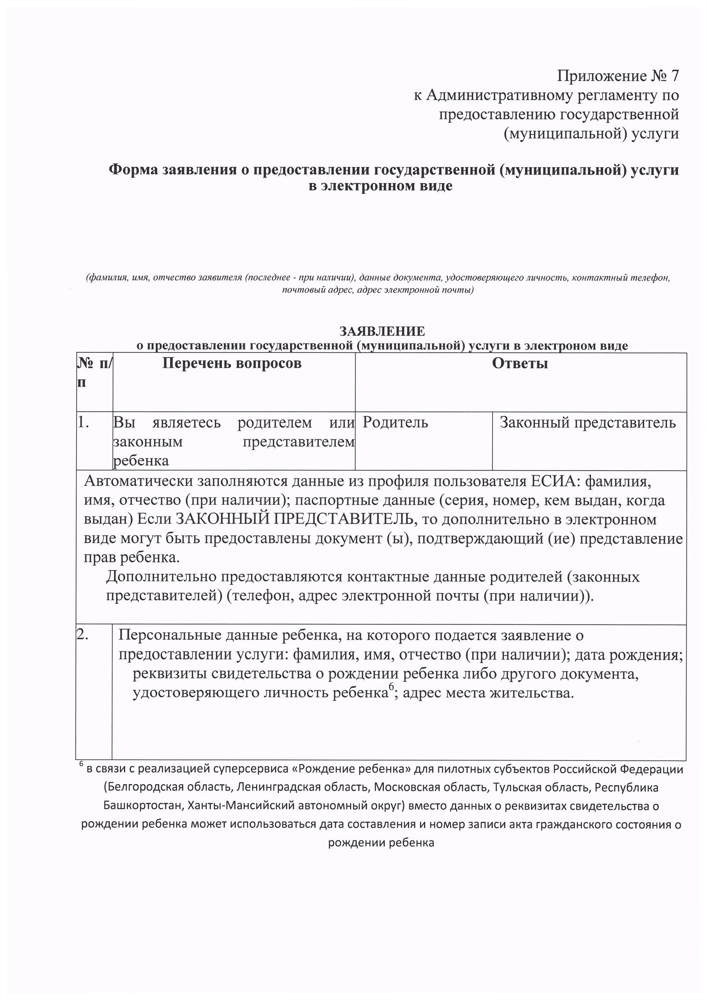 Приложение № 7
к Административному регламенту по
предоставлению государственной
(муниципальной) услуги
Форма заявления о предоставлении государственной (муниципальной) услуги
в электронном виде
(фамилия, имя, отчество заявителя (последнее - при наличии), данные документа, удостоверяющего личность, контактный телефон,
почтовый адрес, адрес электронной почты)
ЗАЯВЛЕНИЕ
о предоставлении государственной (муниципальной) услуги в электроном виде
№ п/
п
Перечень вопросов
Ответы
1.
Вы являетесь родителем или
законным представителем
ребенка
Родитель
Законный представитель
Автоматически заполняются данные из профиля пользователя ЕСИА: фамилия,
имя, отчество (при наличии); паспортные данные (серия, номер, кем выдан, когда
выдан) Если ЗАКОННЫЙ ПРЕДСТАВИТЕЛЬ, то дополнительно в электронном
виде могут быть предоставлены документ (ы), подтверждающий (ие) представление
прав ребенка.
Дополнительно предоставляются контактные данные родителей (законных
представителей) (телефон, адрес электронной почты (при наличии)).
2.
Персональные данные ребенка, на которого подается заявление о
предоставлении услуги: фамилия, имя, отчество (при наличии); дата рождения;
реквизиты свидетельства о рождении ребенка либо другого документа,
удостоверяющего личность ребенка6; адрес места жительства.
6 в связи с реализацией суперсервиса «Рождение ребенка» для пилотных субъектов Российской Федерации
(Белгородская область, Ленинградская область, Московская область, Тульская область, Республика
Башкортостан, Ханты-Мансийский автономный округ) вместо данных о реквизитах свидетельства о
рождении ребенка может использоваться дата составления и номер записи акта гражданского состояния о
рождении ребенка